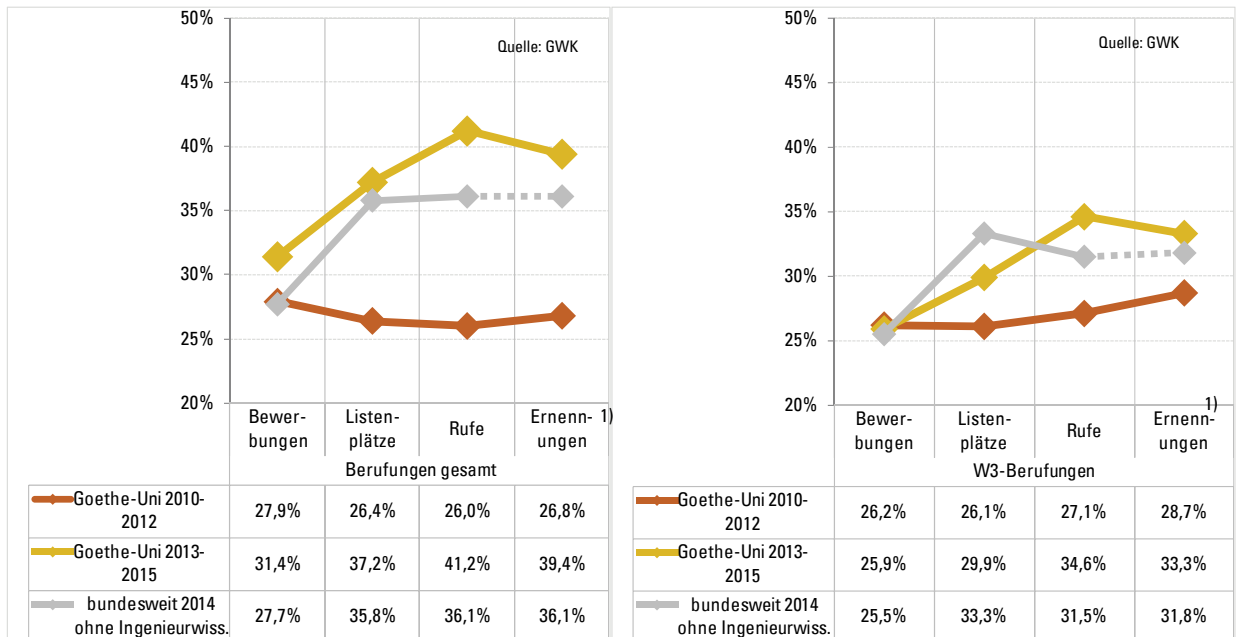 50%
Quelle: GWK
45%
40%
35%
30%
25%
20%
Bewer-
bungen
Listen-
plätze
Rufe
Ernenn- 1)
ungen
Berufungen gesamt
Goethe-Uni 2010-
2012
27,9% 26,4% 26,0% 26,8%
Goethe-Uni 2013-
2015
31,4% 37,2% 41,2% 39,4%
bundesweit 2014
ohne Ingenieurwiss.
27,7% 35,8% 36,1% 36,1%
50%
Quelle: GWK
45%
40%
35%
30%
25%
20%
1)
Bewer-
bungen
Listen-
plätze
Rufe
Ernenn-
ungen
W3-Berufungen
Goethe-Uni 2010-
2012
26,2% 26,1% 27,1% 28,7%
Goethe-Uni 2013-
2015
25,9% 29,9% 34,6% 33,3%
bundesweit 2014
ohne Ingenieurwiss.
25,5% 33,3% 31,5% 31,8%